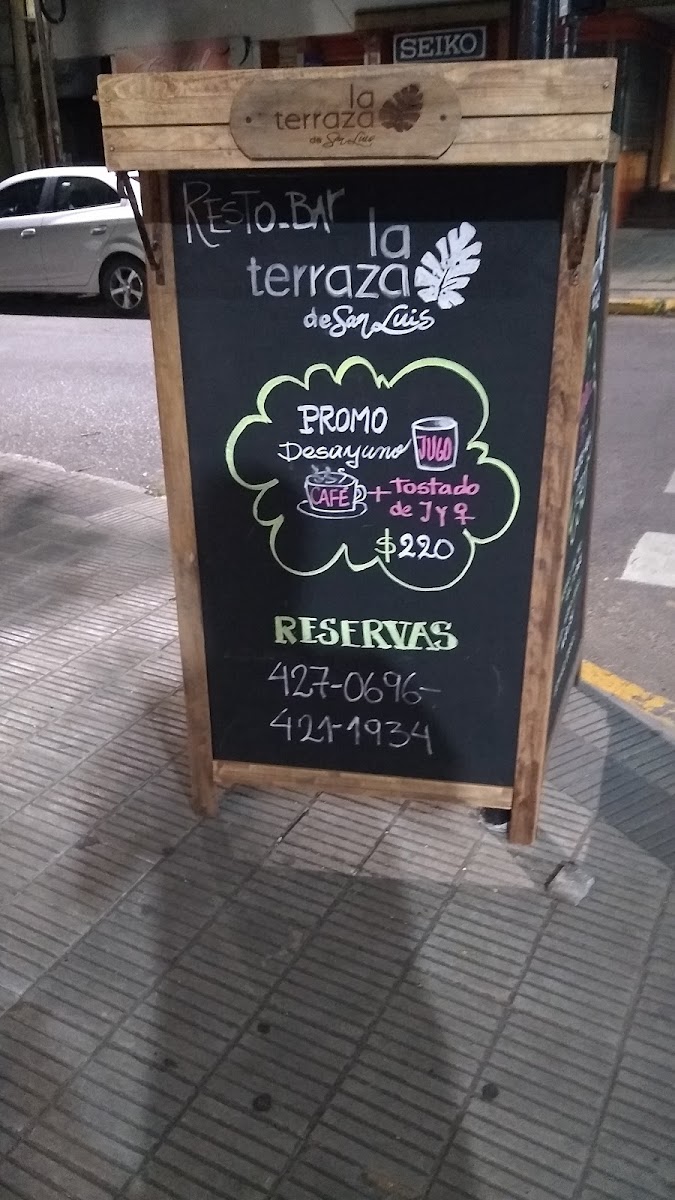 SEIKO
la
terraza
de San Luis
RESTO-BAR
la
terraza
de San Luis
PROMO
Desayuno JUGO
CAFÉ + Tostado
de J y Q
$220
RESERVAS
427-0696-
421-1934